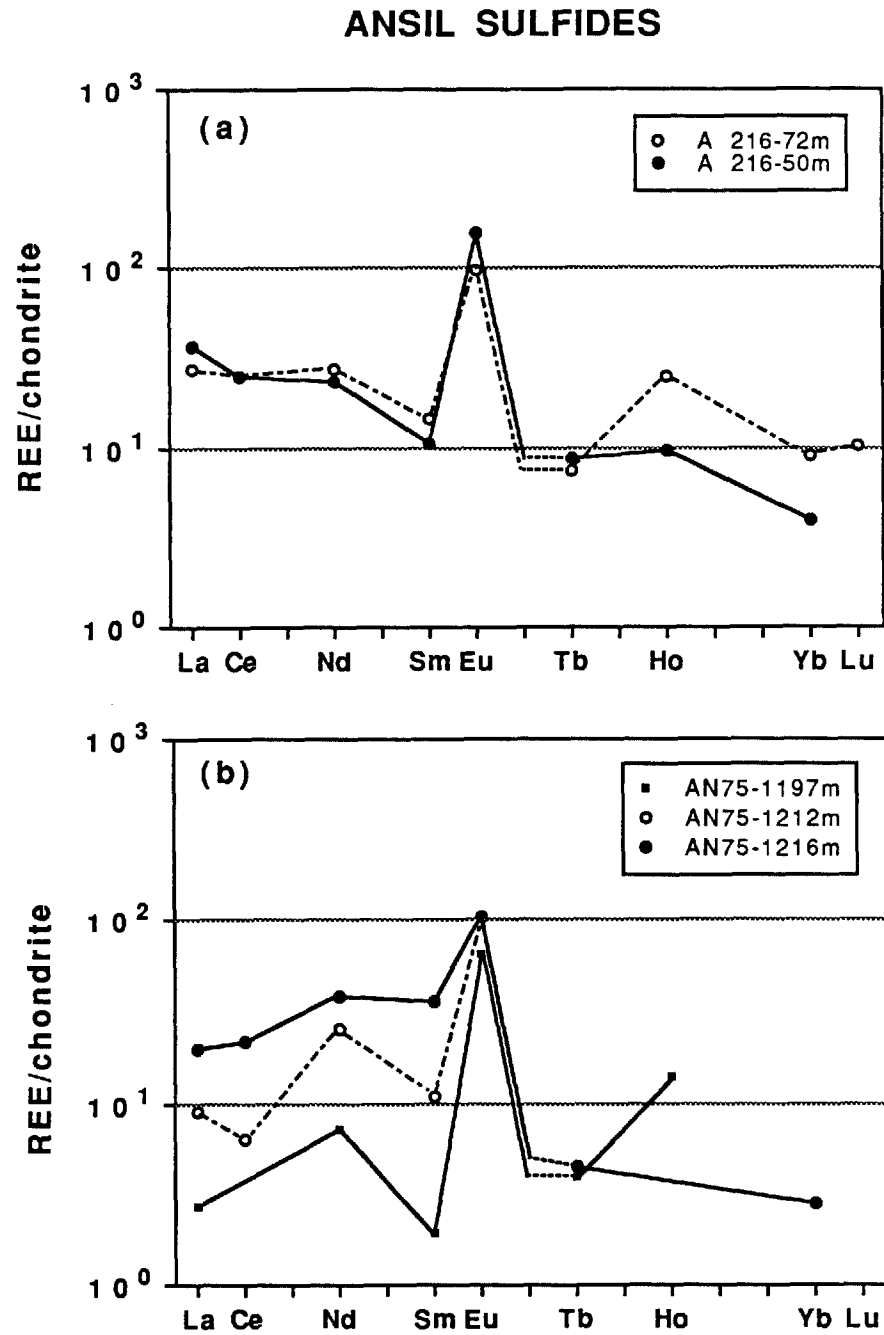 ANSIL SULFIDES
10³
(a)
A 216-72m
A 216-50m
10²
REE/chondrite
10¹
10⁰
La Ce Nd Sm Eu Tb Ho Yb Lu
10³
(b)
AN75-1197m
AN75-1212m
AN75-1216m
10²
REE/chondrite
10¹
10⁰
La Ce Nd Sm Eu Tb Ho Yb Lu